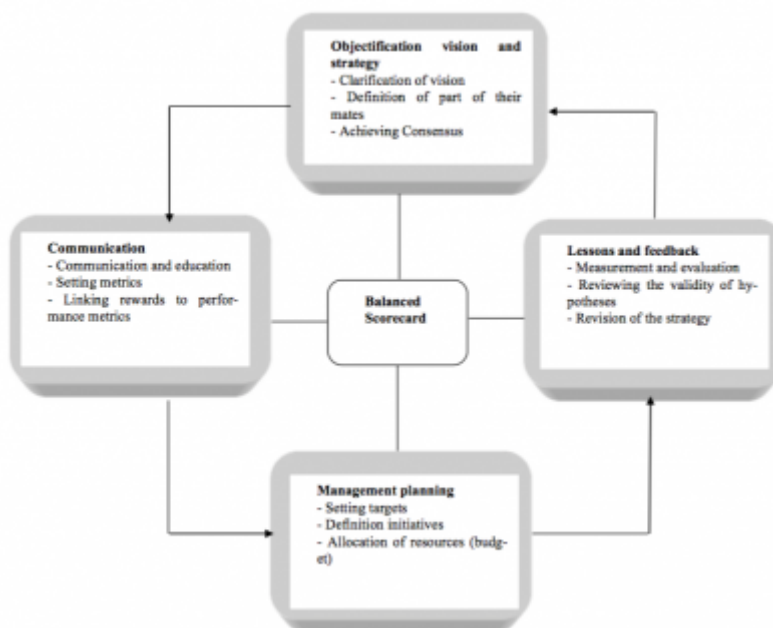 Objectification vision and
strategy
- Clarification of vision
- Definition of part of their
mates
- Achieving Consensus
Communication
- Communication and education
- Setting metrics
- Linking rewards to perfor-
mance metrics
Balanced
Scorecard
Lessons and feedback
- Measurement and evaluation
- Reviewing the validity of hy-
potheses
- Revision of the strategy
Management planning
- Setting targets
- Definition initiatives
- Allocation of resources (budg-
et)